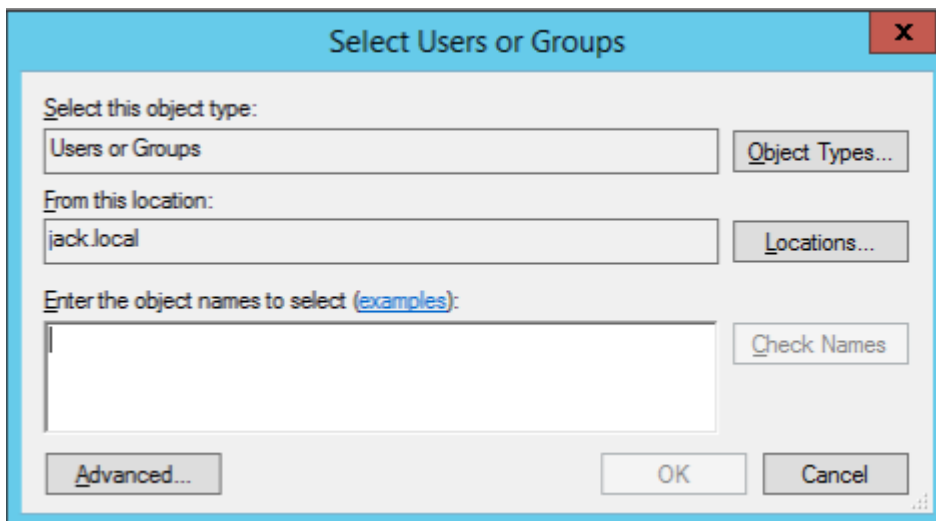 Select Users or Groups
x
Select this object type:
Users or Groups
Object Types...
From this location:
jack.local
Locations...
Enter the object names to select (examples):
Check Names
Advanced...
OK
Cancel